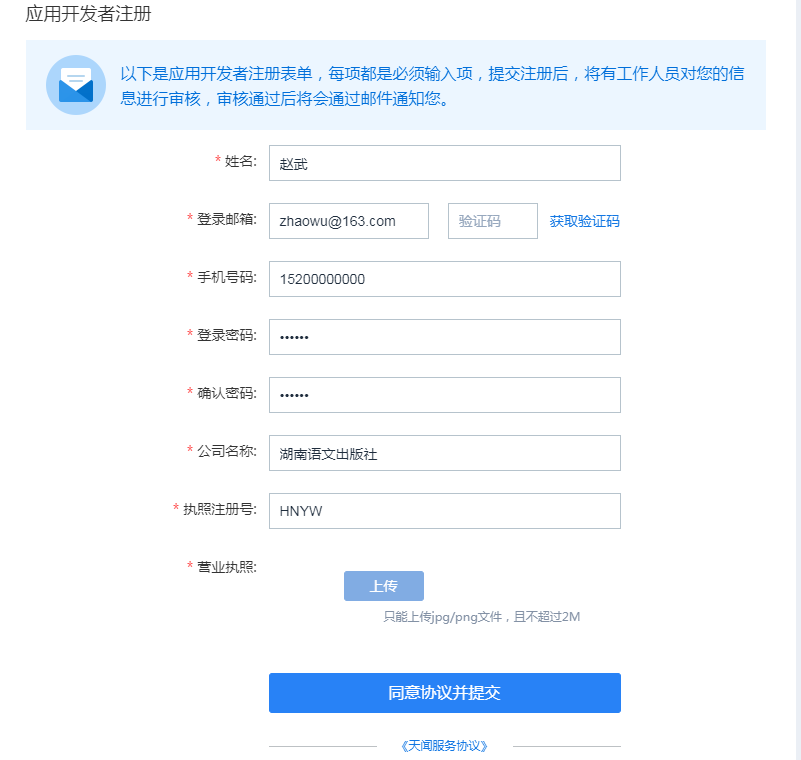 应用开发者注册
以下是应用开发者注册表单，每项都是必须输入项，提交注册后，将有工作人员对您的信
息进行审核，审核通过后将会通过邮件通知您。
* 姓名: 赵武
* 登录邮箱: zhaowu@163.com 验证码 获取验证码
* 手机号码: 15200000000
* 登录密码: ••••••
* 确认密码: ••••••
* 公司名称: 湖南语文出版社
* 执照注册号: HNYW
* 营业执照:
上传
只能上传jpg/png文件，且不超过2M
同意协议并提交
《天闻服务协议》